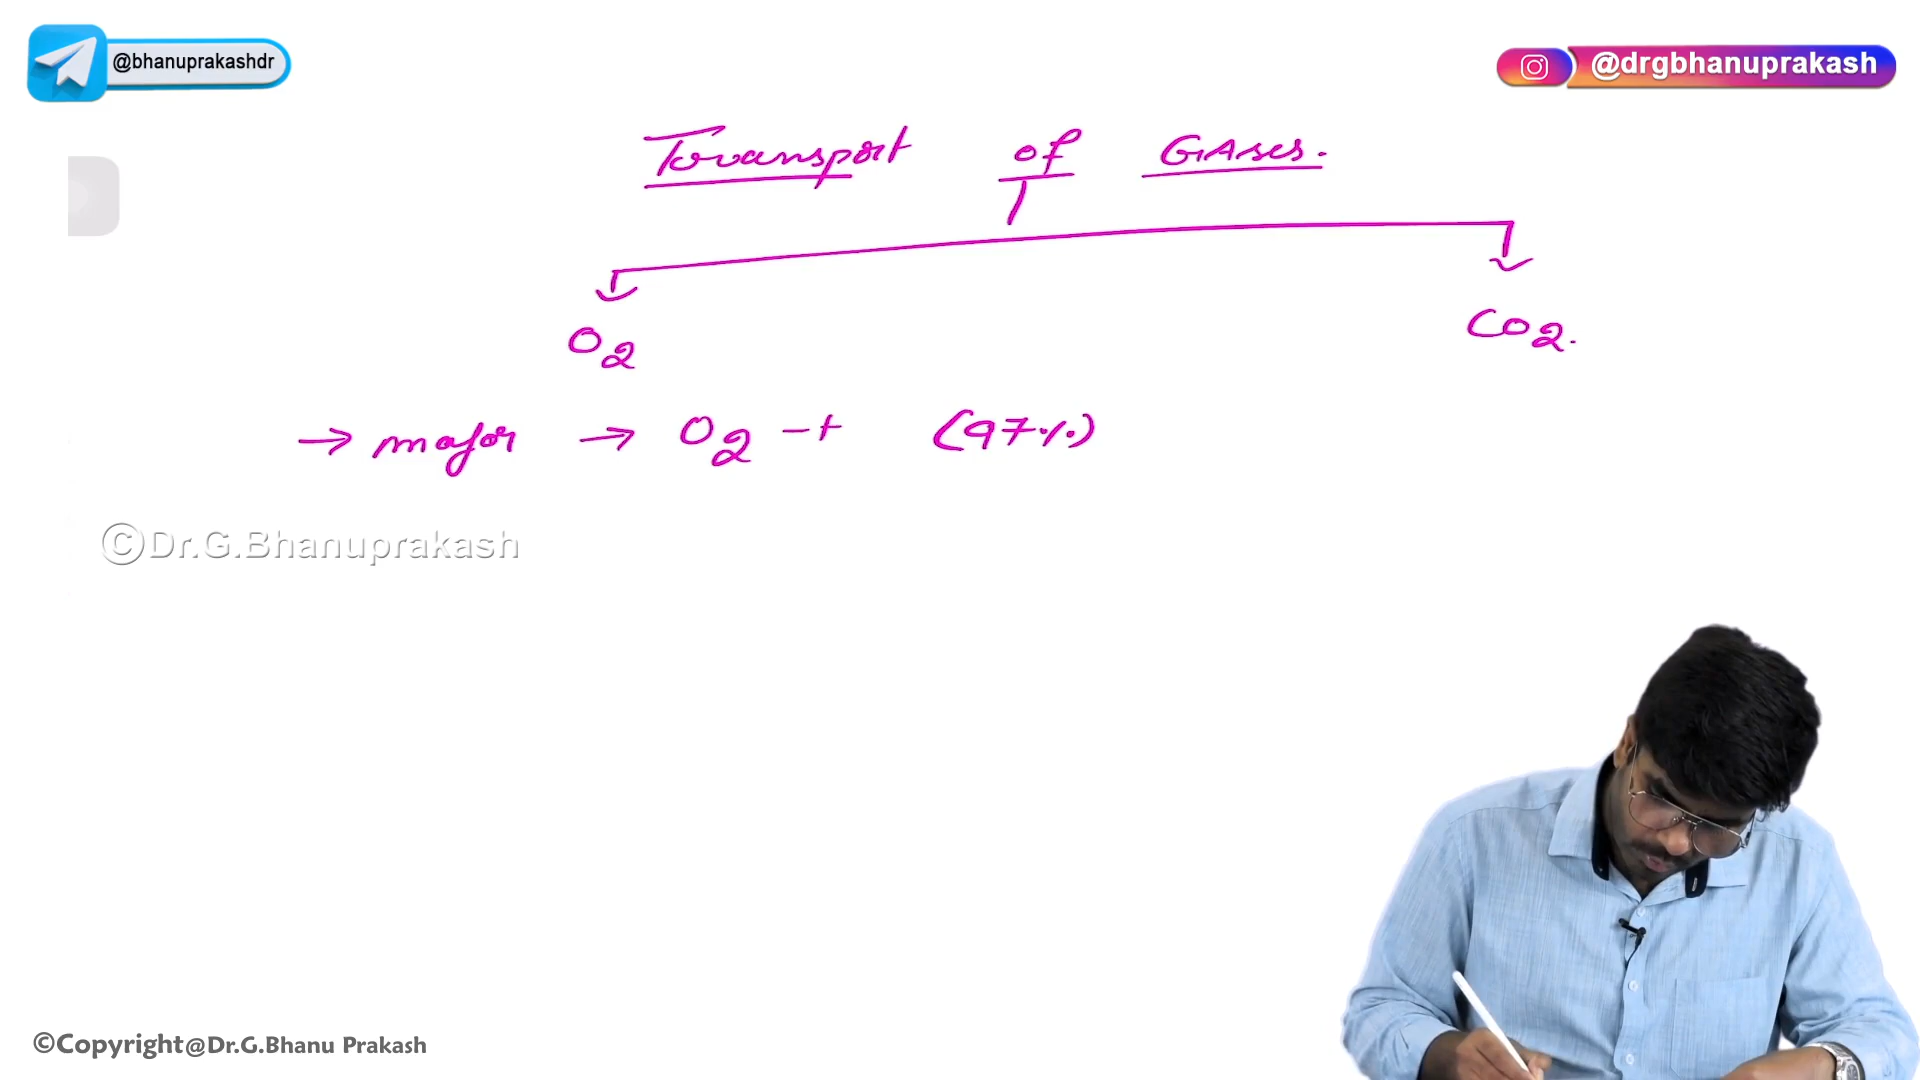 @bhanuprakashdr
@drgbhanuprakash
Transport of GASes.
O2
CO2.
→ major → O2 -+ (97%)
©Dr.G.Bhanuprakash
©Copyright@Dr.G.Bhanu Prakash